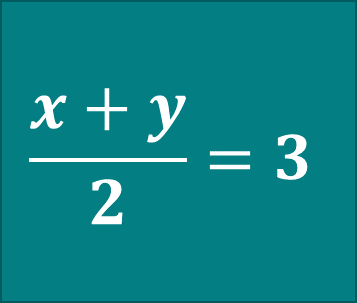 x + y
2
= 3